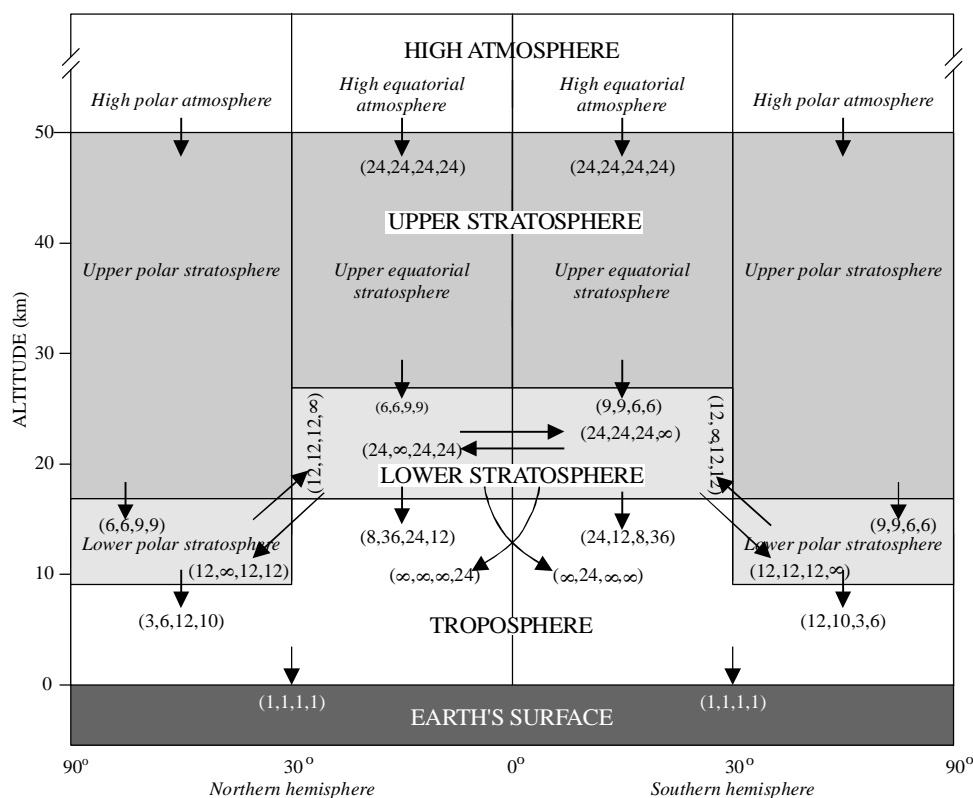 HIGH ATMOSPHERE
High polar atmosphere
High equatorial
atmosphere
High equatorial
atmosphere
High polar atmosphere
50
(24,24,24,24)
(24,24,24,24)
UPPER STRATOSPHERE
40
Upper polar stratosphere
Upper equatorial
stratosphere
Upper equatorial
stratosphere
Upper polar stratosphere
ALTITUDE (km)
30
(6,6,9,9)
(9,9,6,6)
(12,12,12,∞)
(12,∞,12,12)
(24,24,24,∞)
(24,∞,24,24)
20
LOWER STRATOSPHERE
(6,6,9,9)
(9,9,6,6)
(8,36,24,12)
(24,12,8,36)
Lower polar stratosphere
Lower polar stratosphere
(12,∞,12,12)
(∞,∞,∞,24)
(∞,24,∞,∞)
(12,12,12,∞)
10
(3,6,12,10)
TROPOSPHERE
(12,10,3,6)
0
(1,1,1,1)
(1,1,1,1)
EARTH'S SURFACE
90o
30o
0o
30o
90o
Northern hemisphere
Southern hemisphere